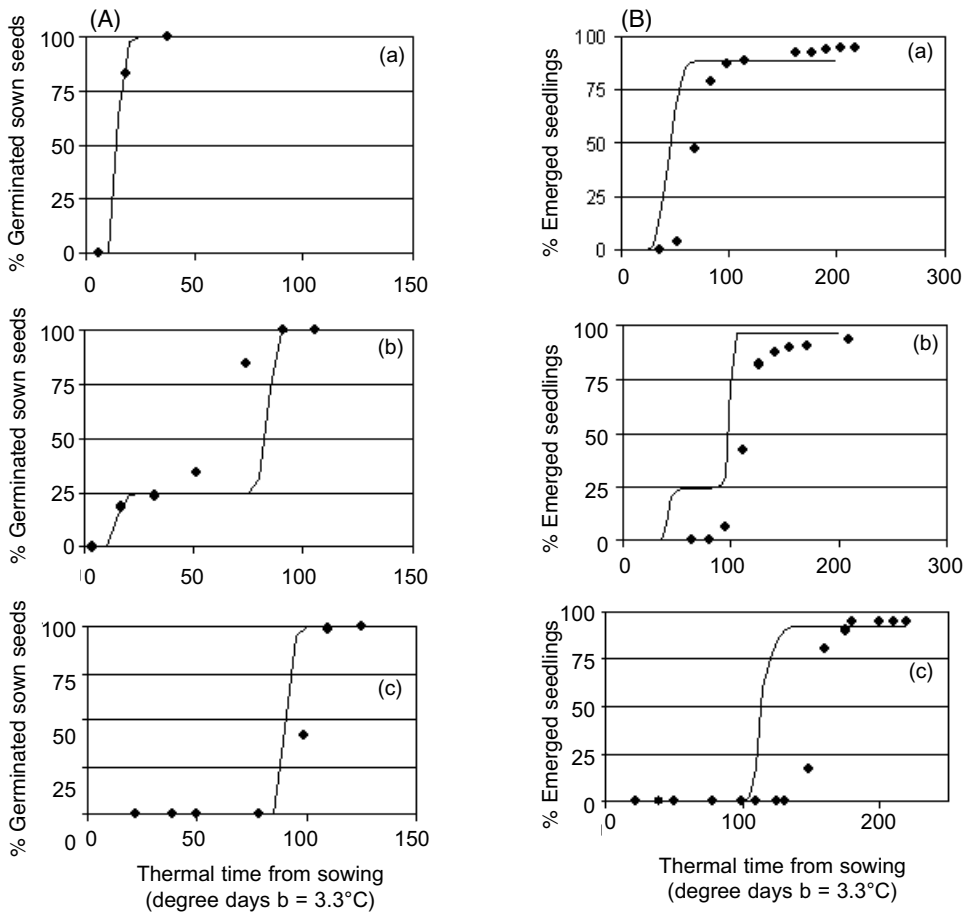 (A)
% Germinated sown seeds
100
75
50
25
0
(a)
0 50 100 150
% Germinated sown seeds
100
75
50
25
0
(b)
0 50 100 150
% Germinated sown seeds
100
75
50
25
0
(c)
0 50 100 150
Thermal time from sowing
(degree days b = 3.3°C)
(B)
% Emerged seedlings
100
75
50
25
0
(a)
0 100 200 300
% Emerged seedlings
100
75
50
25
0
(b)
0 100 200 300
% Emerged seedlings
100
75
50
25
0
(c)
0 100 200
Thermal time from sowing
(degree days b = 3.3°C)